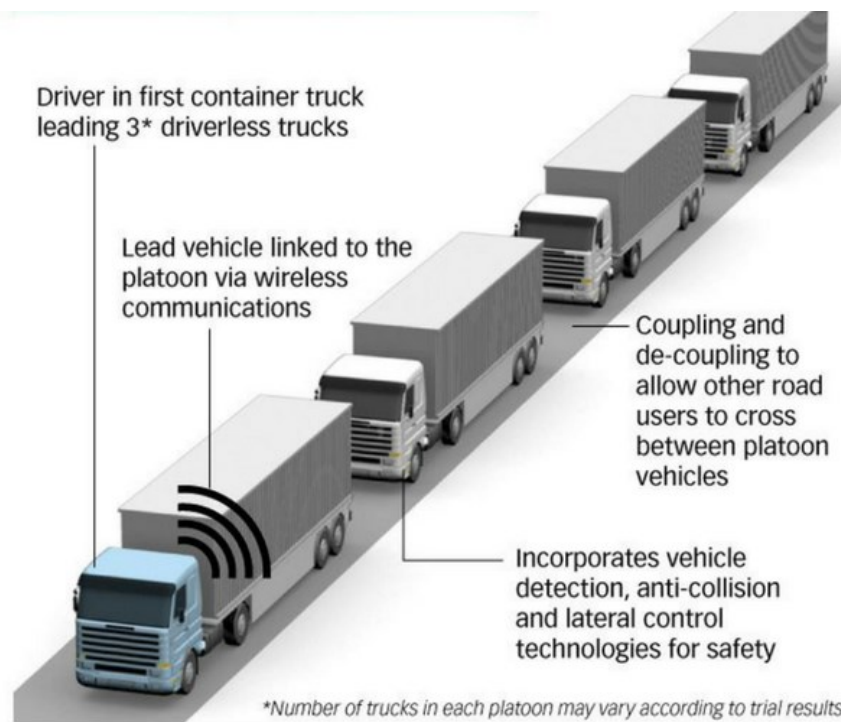 Driver in first container truck
leading 3* driverless trucks
Lead vehicle linked to the
platoon via wireless
communications
Coupling and
de-coupling to
allow other road
users to cross
between platoon
vehicles
Incorporates vehicle
detection, anti-collision
and lateral control
technologies for safety
*Number of trucks in each platoon may vary according to trial results